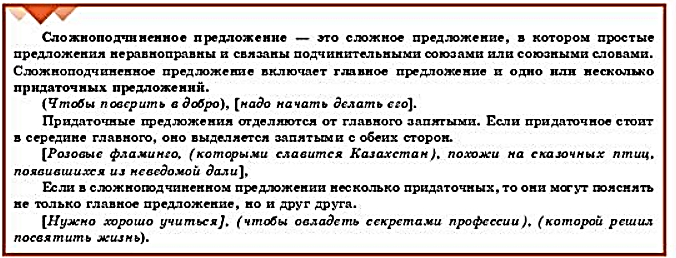 Сложноподчиненное предложение — это сложное предложение, в котором простые
предложения неравноправны и связаны подчинительными союзами или союзными словами.
Сложноподчиненное предложение включает главное предложение и одно или несколько
придаточных предложений.
(Чтобы поверить в добро), [надо начать делать его].
Придаточные предложения отделяются от главного запятыми. Если придаточное стоит
в середине главного, оно выделяется запятыми с обеих сторон.
[Розовые фламинго, (которыми славится Казахстан), похожи на сказочных птиц,
появившихся из неведомой дали],
Если в сложноподчиненном предложении несколько придаточных, то они могут пояснять
не только главное предложение, но и друг друга.
[Нужно хорошо учиться], (чтобы овладеть секретами профессии), (которой решил
посвятить жизнь).